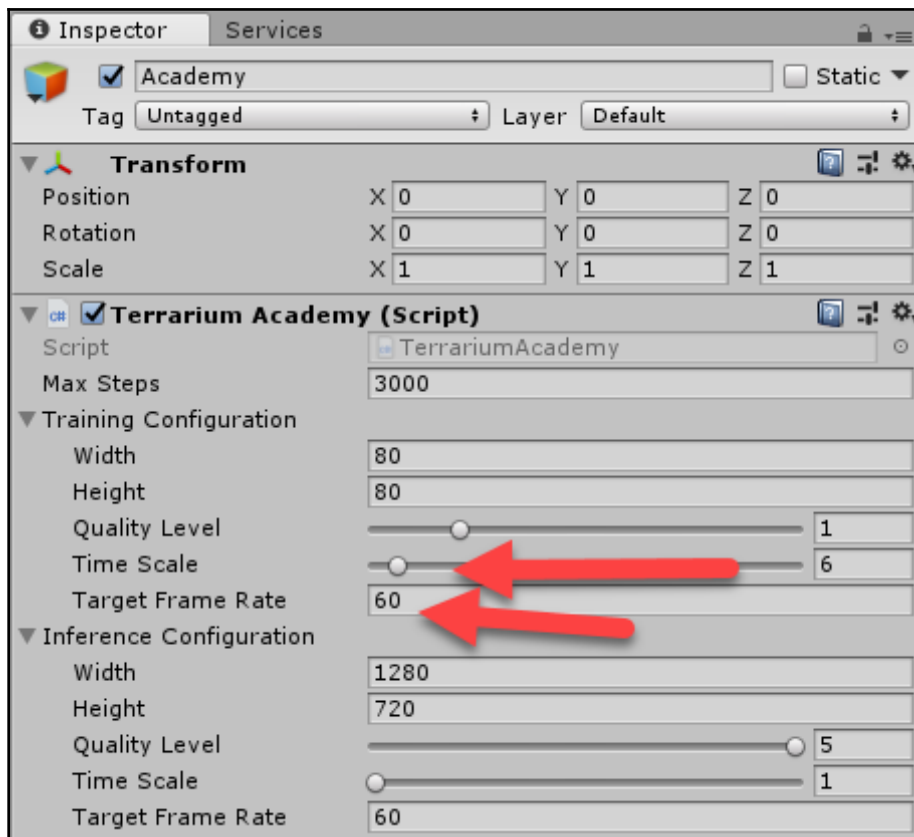 Inspector Services
Academy Static
Tag Untagged Layer Default
Transform
Position X 0 Y 0 Z 0
Rotation X 0 Y 0 Z 0
Scale X 1 Y 1 Z 1
c# Terrarium Academy (Script)
Script TerrariumAcademy
Max Steps 3000
Training Configuration
Width 80
Height 80
Quality Level 1
Time Scale 6
Target Frame Rate 60
Inference Configuration
Width 1280
Height 720
Quality Level 5
Time Scale 1
Target Frame Rate 60